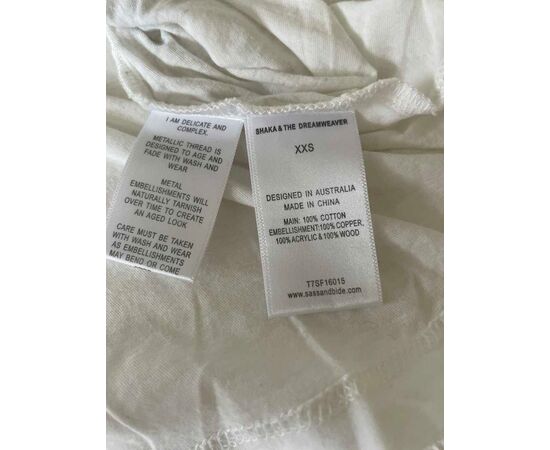 I AM DELICATE AND
COMPLEX.
METALLIC THREAD IS
DESIGNED TO AGE AND
FADE WITH WASH AND
WEAR
METAL
EMBELLISHMENTS WILL
NATURALLY TARNISH
OVER TIME TO CREATE
AN AGED LOOK
CARE MUST BE TAKEN
WITH WASH AND WEAR
AS EMBELLISHMENTS
MAY BEND OR COME
SHAKA & THE DREAMWEAVER
XXS
DESIGNED IN AUSTRALIA
MADE IN CHINA
MAIN: 100% COTTON
EMBELLISHMENT:100% COPPER,
100% ACRYLIC & 100% WOOD
T7SF16015
www.sassandbide.com